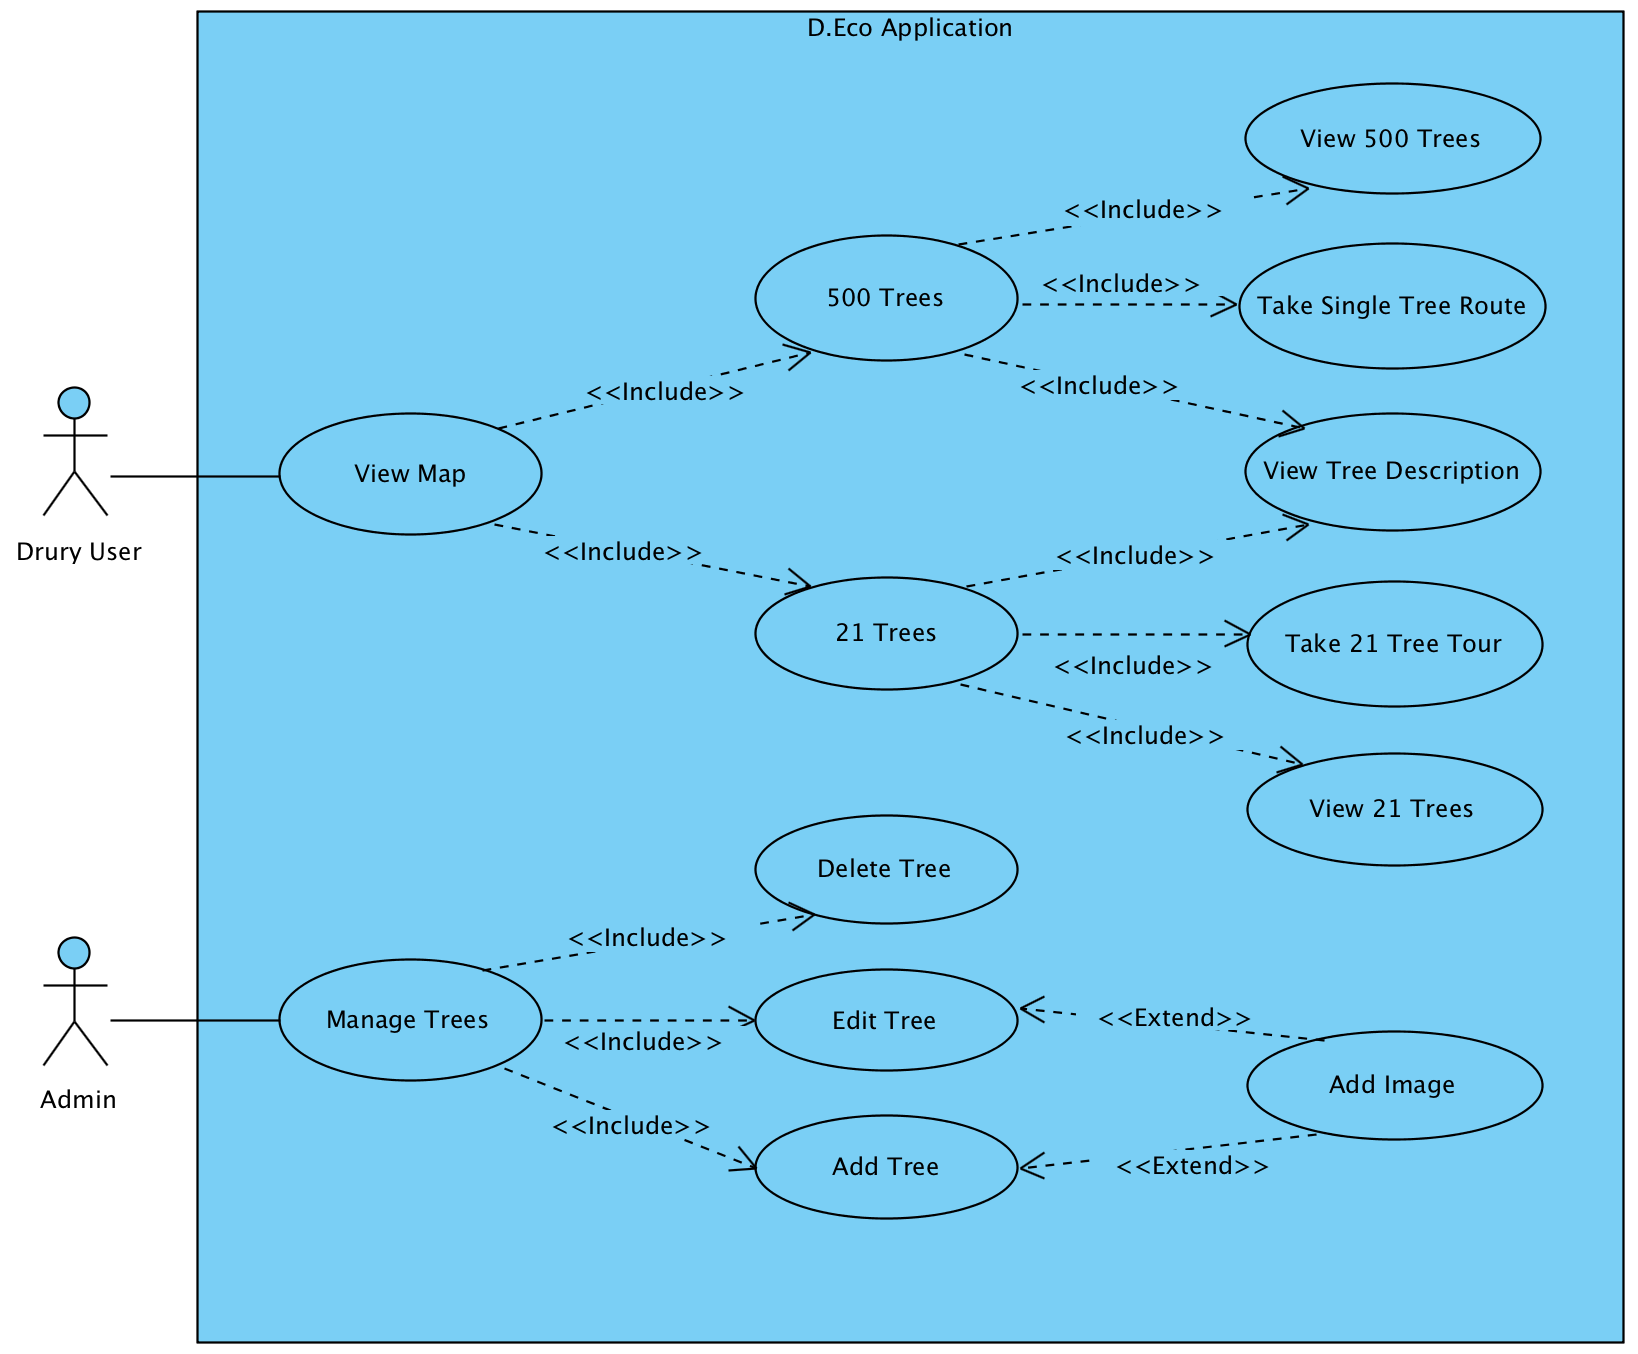 D.Eco Application
View 500 Trees
<<Include>>
500 Trees
<<Include>>
Take Single Tree Route
<<Include>>
<<Include>>
View Map
View Tree Description
Drury User
<<Include>>
<<Include>>
21 Trees
Take 21 Tree Tour
<<Include>>
<<Include>>
View 21 Trees
Delete Tree
<<Include>>
Manage Trees
Edit Tree
<<Extend>>
<<Include>>
Add Image
Admin
<<Include>>
Add Tree
<<Extend>>